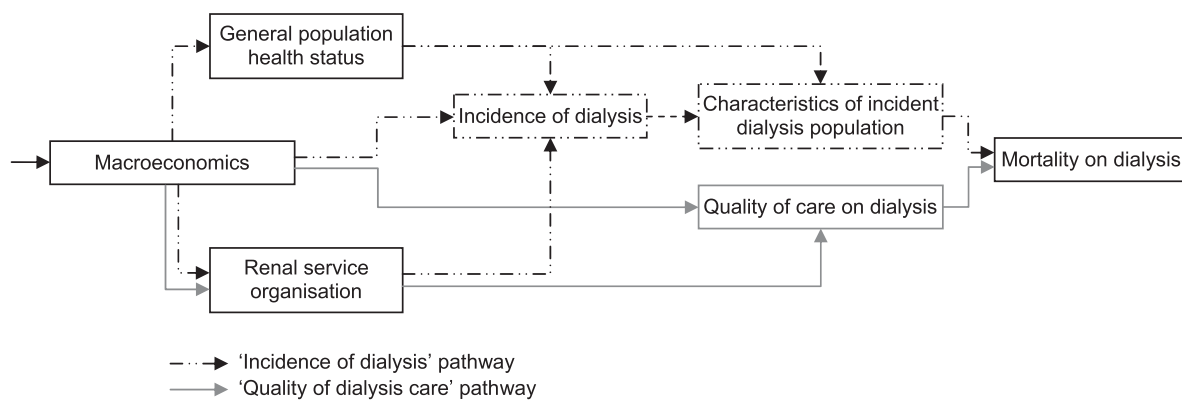 General population
health status
Incidence of dialysis
Characteristics of incident
dialysis population
Macroeconomics
Mortality on dialysis
Quality of care on dialysis
Renal service
organisation
‘Incidence of dialysis’ pathway
‘Quality of dialysis care’ pathway